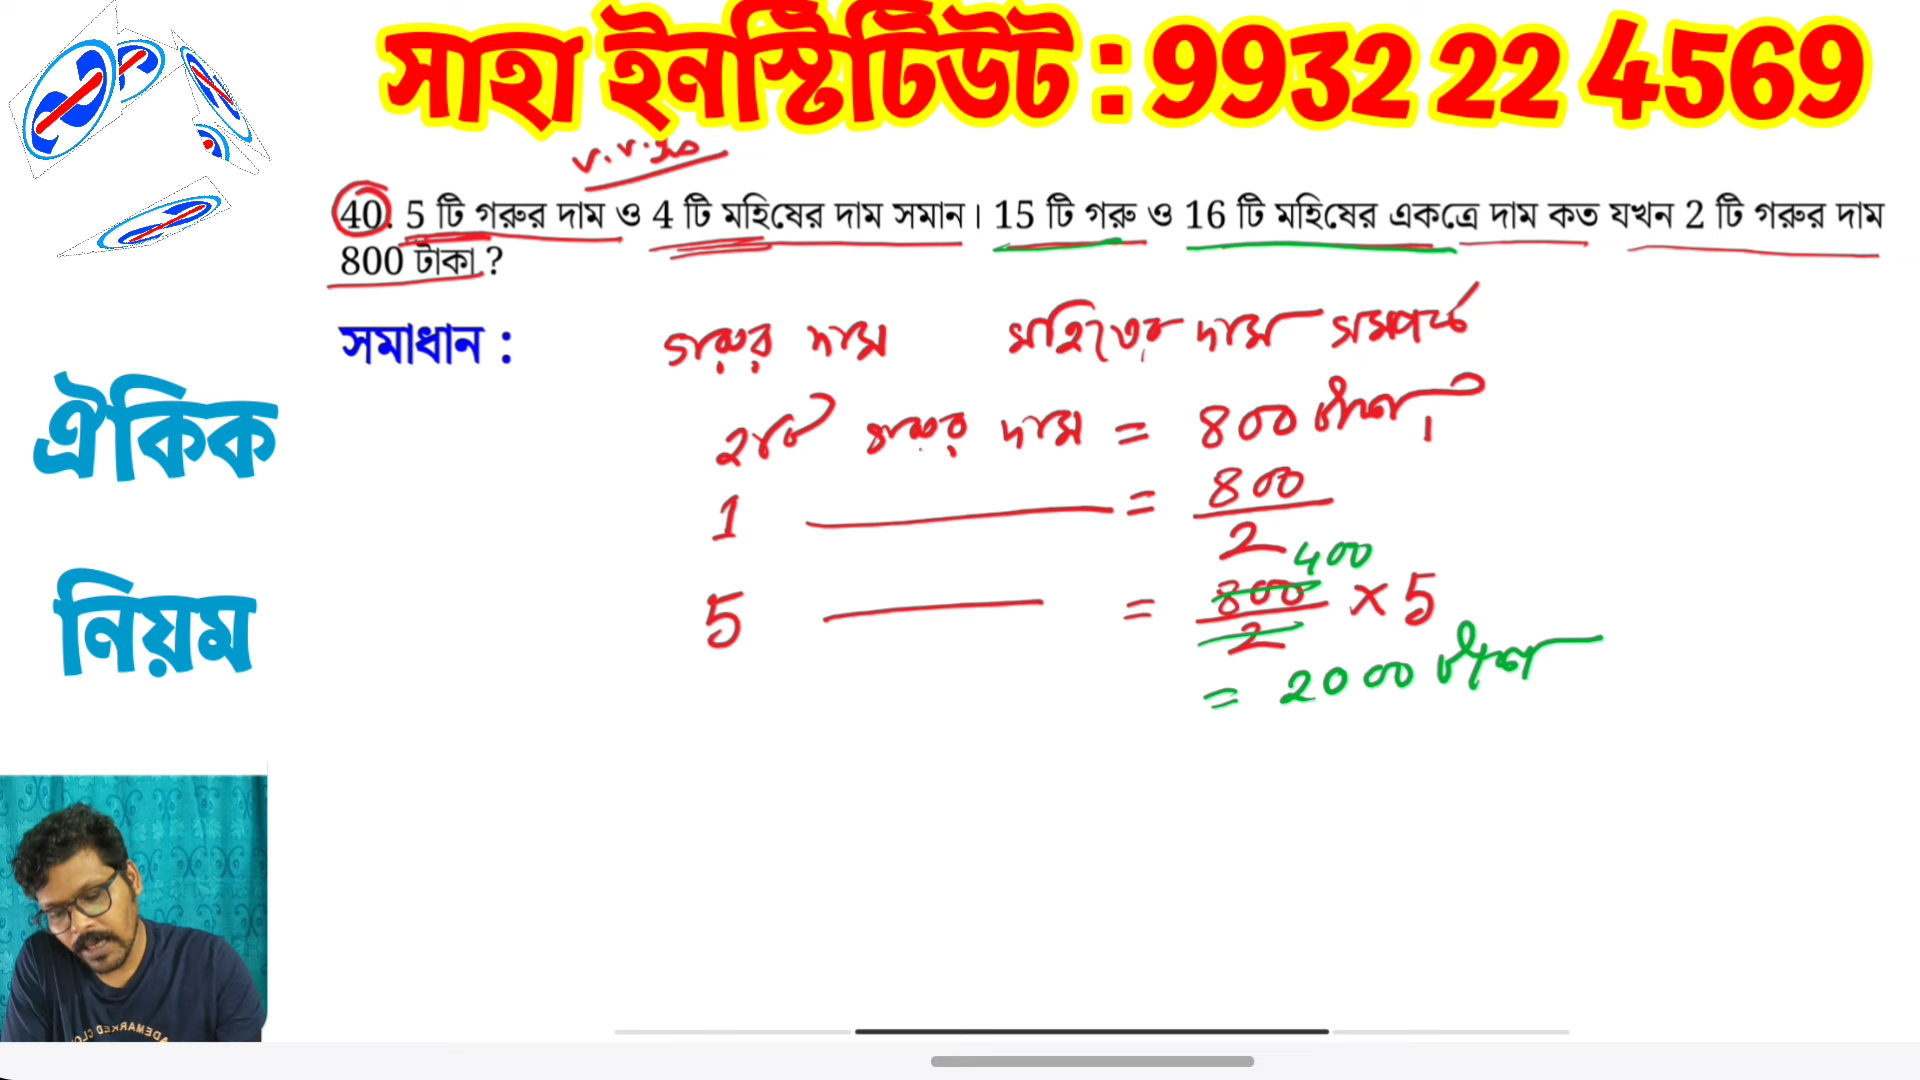 সাহা ইনস্টিটিউট : 9932 22 4569
40. 5 টি গরুর দাম ও 4 টি মহিষের দাম সমান। 15 টি গরু ও 16 টি মহিষের একত্রে দাম কত যখন 2 টি গরুর দাম
800 টাকা ?
সমাধান :
ঐকিক
নিয়ম
গরুর দাম মহিষের দাম সম্পর্ক
2টি গরুর দাম = 800 টাকা।
1 = 800
2
5 = 800 × 5
2
400
= 2000 টাকা